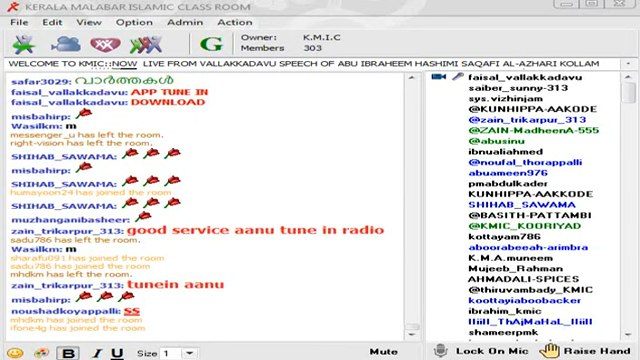 KERALA MALABAR ISLAMIC CLASS ROOM
File Edit View Option Admin Action
G
Owner: K.M.I.C
Members 303
WELCOME TO KMIC::NOW LIVE FROM VALLAKKADAVU SPEECH OF ABU IBRAHEEM HASHIMI SAQAFI AL-AZHARI KOLLAM
safar3029: വാർത്തകൾ
faisal_vallakkadavu: APP TUNE IN
faisal_vallakkadavu: DOWNLOAD
misbahirp:
Wasilkm: m
messenger_u has left the room.
right-vision has left the room.
SHIHAB_SAWAMA:
misbahirp:
SHIHAB_SAWAMA:
humayoon24 has joined the room
SHIHAB_SAWAMA:
muzhanganibasheer:
zain_trikarpur_313: good service aanu tune in radio
sadu786 has left the room.
Wasilkm: m
sharafu091 has joined the room
sadu786 has joined the room
mhdkm has left the room.
zain_trikarpur_313: tunein aanu
misbahirp:
noushadkoyappalli: SS
mhdkm has joined the room
ifone4g has joined the room
faisal_vallakkadavu
saiber_sunny-313
sys.vizhinjam
@KUNHIPPA-AAKODE
@zain_trikarpur_313
@ZAIN-MadheenA-555
@abusinu
ibnualiahmed
@noufal_thorappalli
abuameen976
pmabdulkader
KUNHIPPA-AAKKODE
SHIHAB_SAWAMA
@BASITH-PATTAMBI
@KMIC_KOORIYAD
kottayam786
aboorabeeah-arimbra
K.M.A.muneem
Mujeeb_Rahman
AHMADALI-SPICES
@thiruvambady_KMIC
koottayiaboobacker
ibrahim_kmic
shameerpmk
B I U Size 1 Mute Lock On Mic Raise Hand